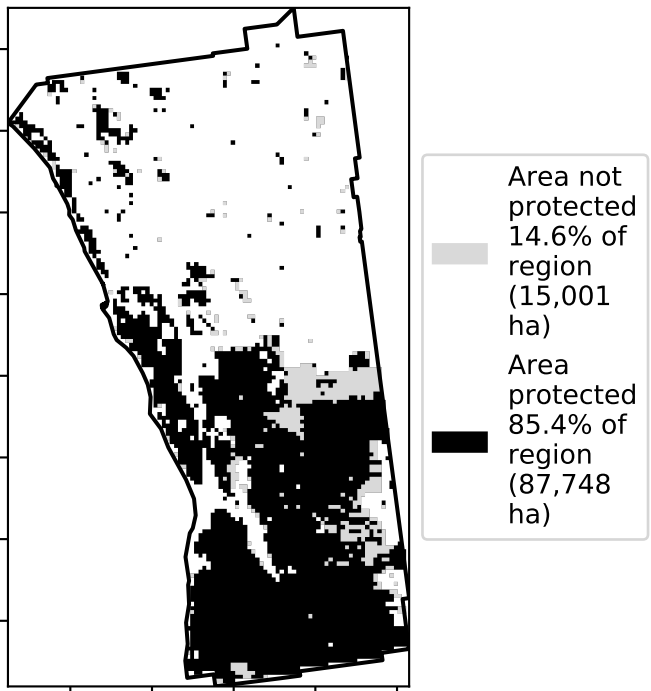 Area not
protected
14.6% of
region
(15,001
ha)
Area
protected
85.4% of
region
(87,748
ha)